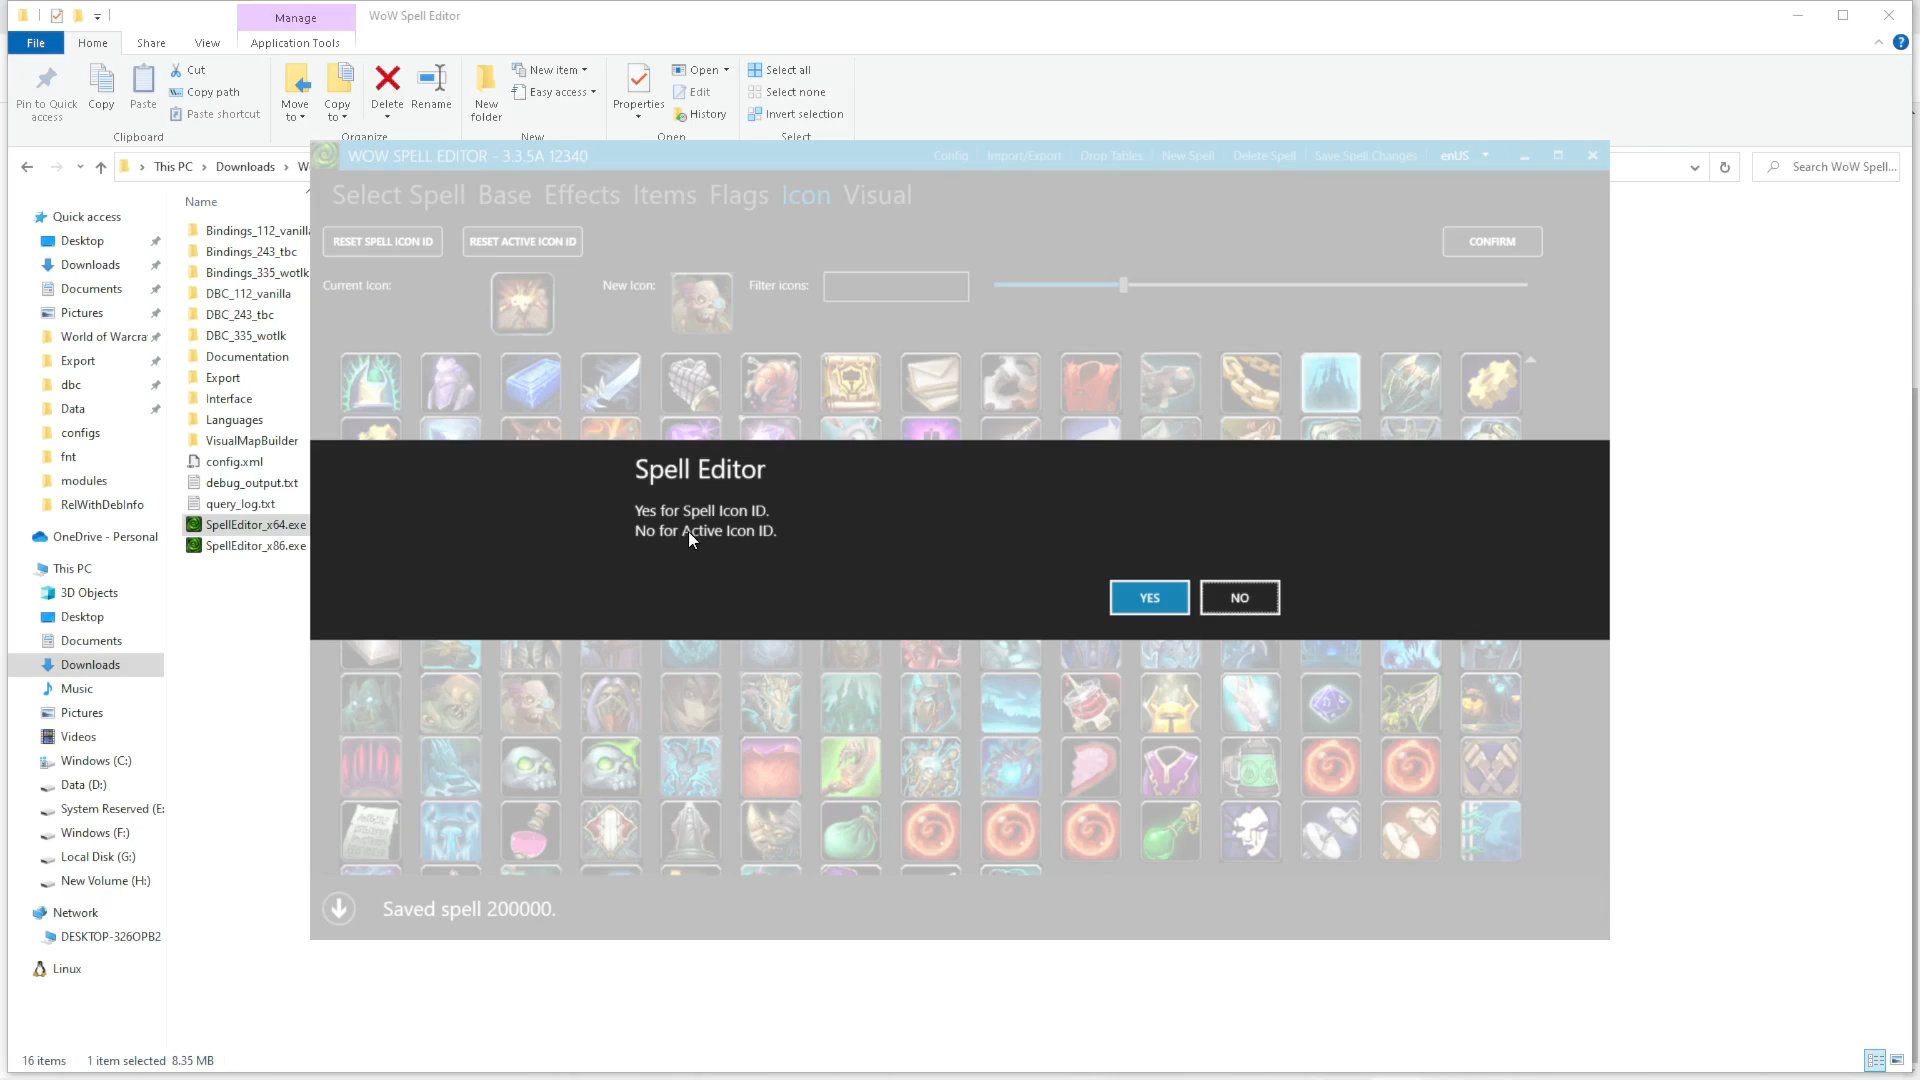 Manage
WoW Spell Editor
File
Home
Share
View
Application Tools
Pin to Quick access
Copy
Paste
Cut
Copy path
Paste shortcut
Clipboard
Move to
Copy to
Delete
Rename
Organize
New folder
New item
Easy access
New
Properties
Open
Edit
History
Open
Select all
Select none
Invert selection
Select
This PC
Downloads
W
Search WoW Spell...
WOW SPELL EDITOR - 3.3.5A 12340
Config
Import/Export
Drop Tables
New Spell
Delete Spell
Save Spell Changes
enUS
Select Spell
Base
Effects
Items
Flags
Icon
Visual
RESET SPELL ICON ID
RESET ACTIVE ICON ID
CONFIRM
Current Icon:
New Icon:
Filter icons:
Spell Editor
Yes for Spell Icon ID.
No for Active Icon ID.
YES
NO
Saved spell 200000.
Name
Bindings_112_vanilla
Bindings_243_tbc
Bindings_335_wotlk
DBC_112_vanilla
DBC_243_tbc
DBC_335_wotlk
Documentation
Export
Interface
Languages
VisualMapBuilder
config.xml
debug_output.txt
query_log.txt
SpellEditor_x64.exe
SpellEditor_x86.exe
Quick access
Desktop
Downloads
Documents
Pictures
World of Warcra
Export
dbc
Data
configs
fnt
modules
RelWithDebInfo
OneDrive - Personal
This PC
3D Objects
Desktop
Documents
Downloads
Music
Pictures
Videos
Windows (C:)
Data (D:)
System Reserved (E:
Windows (F:)
Local Disk (G:)
New Volume (H:)
Network
DESKTOP-326OPB2
Linux
16 items
1 item selected 8.35 MB